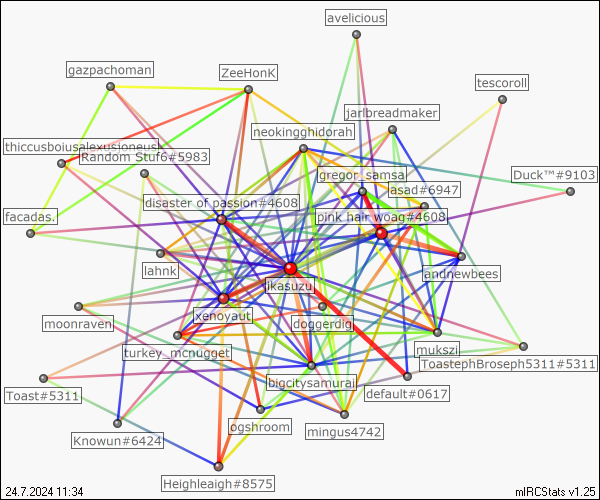 avelicious
gazpachoman
ZeeHonK
tescoroll
jarlbreadmaker
neokingghidorah
thiccusboiusalexusjoneusk
Random Stuf6#5983
gregor_samsa
Duck™#9103
asad#6947
disaster of passion#4608
pink hair woag#4608
facadas.
lahnk
landnewbees
ikasuzu
moonraven
xenoyaut
doggerdig
turkey_mcnugget
mukszi
ToastephBroseph5311#5311
bigcitysamurai
Toast#5311
default#0617
ogshroom
mingus4742
Knowun#6424
Heighleaigh#8575
24.7.2024 11:34
mIRCStats v1.25